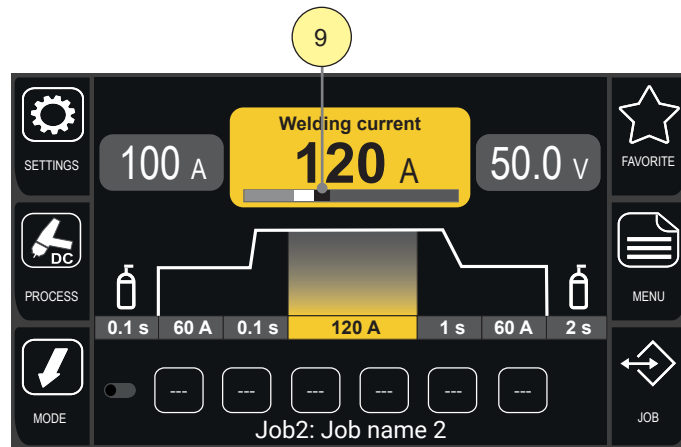 9
Welding current
100 A
120 A
50.0 V
SETTINGS
FAVORITE
DC
PROCESS
MENU
0.1 s 60 A 0.1 s 120 A 1 s 60 A 2 s
--- --- --- --- --- ---
MODE
JOB
Job2: Job name 2